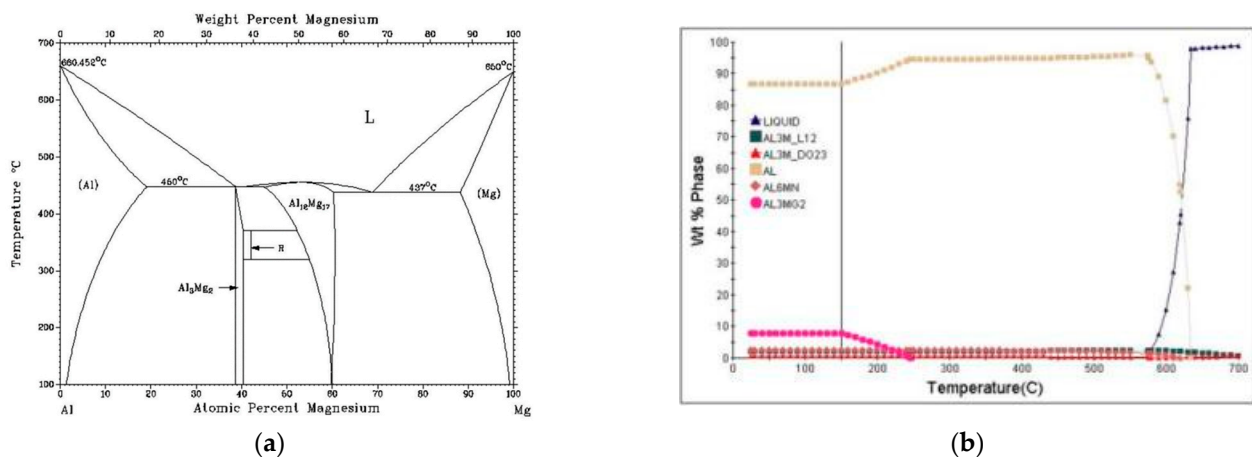 Weight Percent Magnesium
0 10 20 30 40 50 60 70 80 90 100
700
600
500
400
300
200
100
Temperature °C
660.452°C
650°C
L
(Al)
450°C
437°C
(Mg)
Al12Mg17
R
Al3Mg2
0 10 20 30 40 50 60 70 80 90 100
Al
Atomic Percent Magnesium
Mg
(a)
100
90
80
70
60
50
40
30
20
10
0
Wt % Phase
LIQUID
AL3M_L12
AL3M_DO23
AL
AL6MN
AL3MG2
0 100 200 300 400 500 600 700
Temperature(C)
(b)